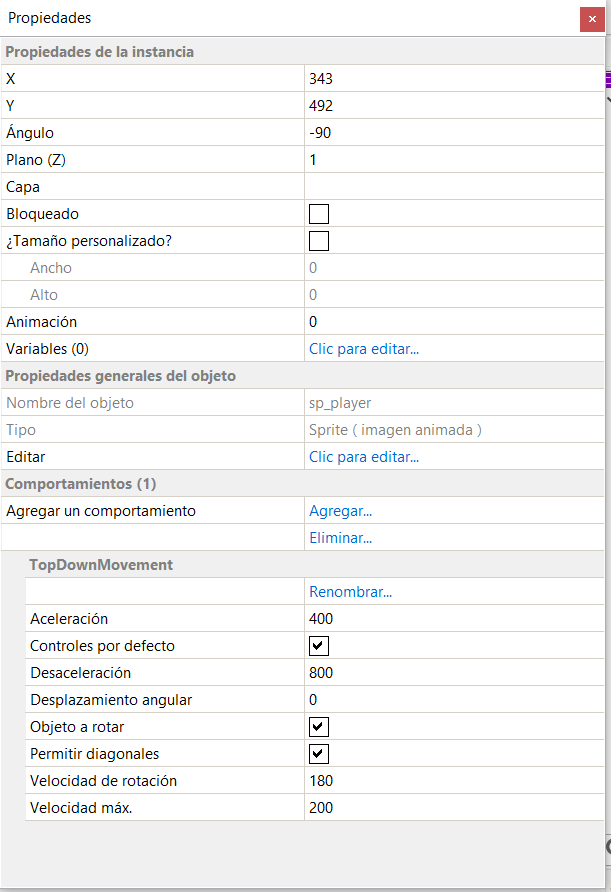 Propiedades
Propiedades de la instancia
X 343
Y 492
Ángulo -90
Plano (Z) 1
Capa
Bloqueado
¿Tamaño personalizado?
Ancho 0
Alto 0
Animación 0
Variables (0) Clic para editar...
Propiedades generales del objeto
Nombre del objeto sp_player
Tipo Sprite ( imagen animada )
Editar Clic para editar...
Comportamientos (1)
Agregar un comportamiento Agregar...
Eliminar...
TopDownMovement
Renombrar...
Aceleración 400
Controles por defecto
Desaceleración 800
Desplazamiento angular 0
Objeto a rotar
Permitir diagonales
Velocidad de rotación 180
Velocidad máx. 200